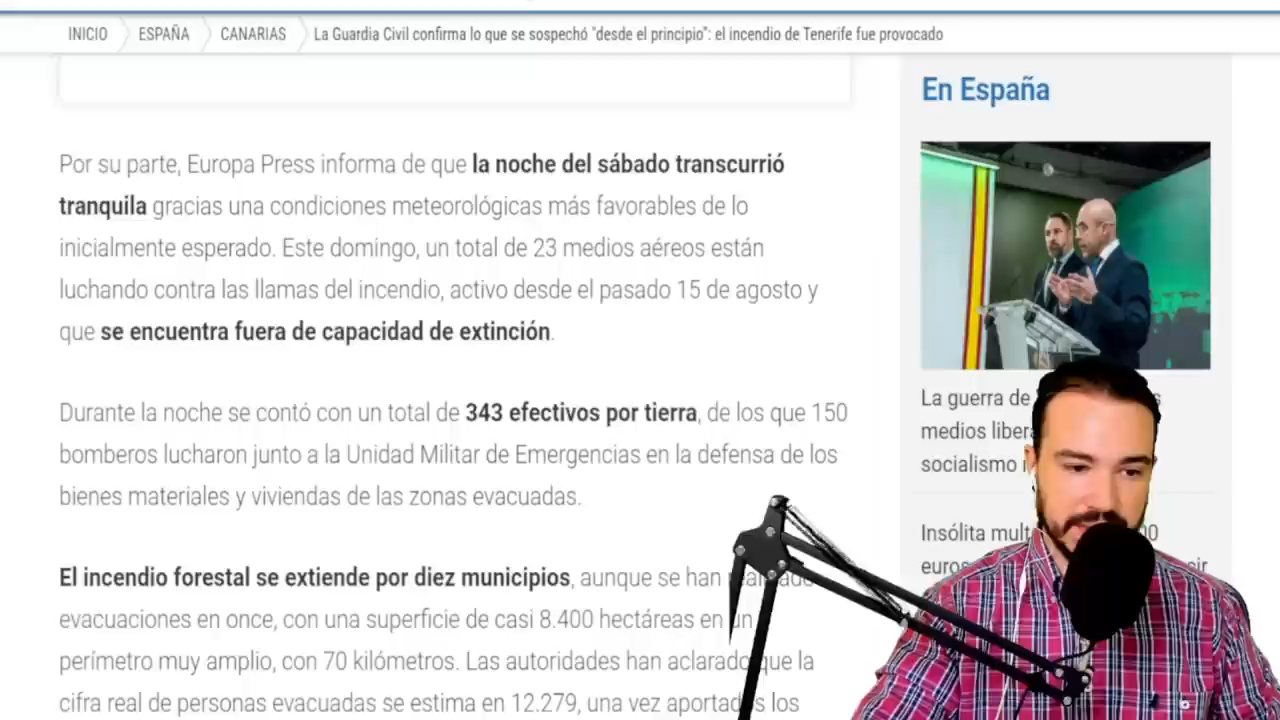 INICIO
ESPAÑA
CANARIAS
La Guardia Civil confirma lo que se sospechó "desde el principio": el incendio de Tenerife fue provocado
Por su parte, Europa Press informa de que la noche del sábado transcurrió
tranquila gracias una condiciones meteorológicas más favorables de lo
inicialmente esperado. Este domingo, un total de 23 medios aéreos están
luchando contra las llamas del incendio, activo desde el pasado 15 de agosto y
que se encuentra fuera de capacidad de extinción.
Durante la noche se contó con un total de 343 efectivos por tierra, de los que 150
bomberos lucharon junto a la Unidad Militar de Emergencias en la defensa de los
bienes materiales y viviendas de las zonas evacuadas.
El incendio forestal se extiende por diez municipios, aunque se han
evacuaciones en once, con una superficie de casi 8.400 hectáreas en un
perímetro muy amplio, con 70 kilómetros. Las autoridades han aclarado que la
cifra real de personas evacuadas se estima en 12.279, una vez aportados los
En España
La guerra de
medios
socialismo
Insólita